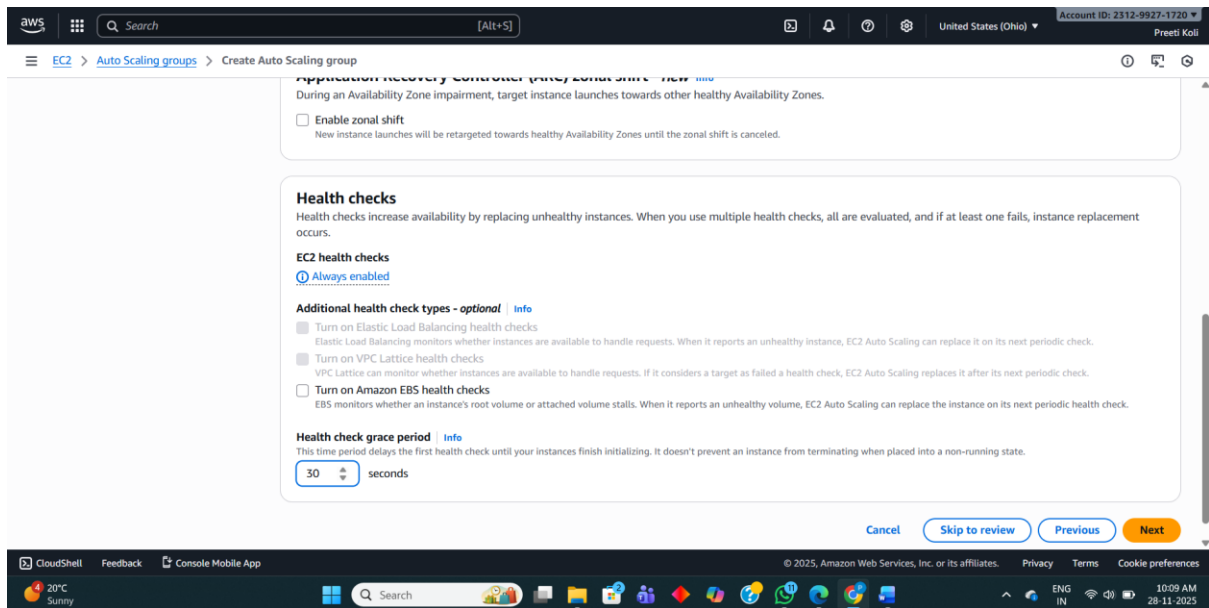 aws
Search
[Alt+S]
United States (Ohio)
Account ID: 2312-9927-1720
Preeti Koli
EC2 > Auto Scaling groups > Create Auto Scaling group
Application Recovery Controller (ARC) zonal shift - new Info
During an Availability Zone impairment, target instance launches towards other healthy Availability Zones.
Enable zonal shift
New instance launches will be retargeted towards healthy Availability Zones until the zonal shift is canceled.
Health checks
Health checks increase availability by replacing unhealthy instances. When you use multiple health checks, all are evaluated, and if at least one fails, instance replacement
occurs.
EC2 health checks
Always enabled
Additional health check types - optional Info
Turn on Elastic Load Balancing health checks
Elastic Load Balancing monitors whether instances are available to handle requests. When it reports an unhealthy instance, EC2 Auto Scaling can replace it on its next periodic check.
Turn on VPC Lattice health checks
VPC Lattice can monitor whether instances are available to handle requests. If it considers a target as failed a health check, EC2 Auto Scaling replaces it after its next periodic check.
Turn on Amazon EBS health checks
EBS monitors whether an instance's root volume or attached volume stalls. When it reports an unhealthy volume, EC2 Auto Scaling can replace the instance on its next periodic health check.
Health check grace period Info
This time period delays the first health check until your instances finish initializing. It doesn't prevent an instance from terminating when placed into a non-running state.
30 seconds
Cancel Skip to review Previous Next
CloudShell Feedback Console Mobile App © 2025, Amazon Web Services, Inc. or its affiliates. Privacy Terms Cookie preferences
4 20°C
Sunny
Search
11
ENG
IN
10:09 AM
28-11-2025